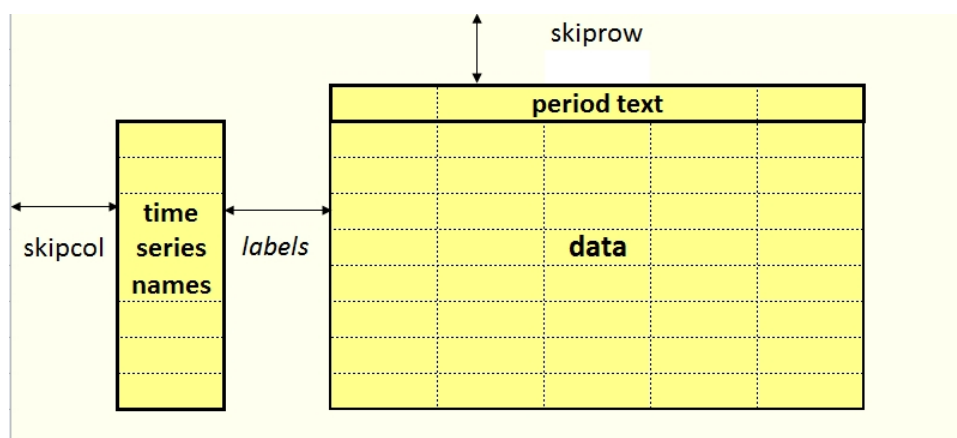 skiprow
period text
time
series
names
skipcol
labels
data